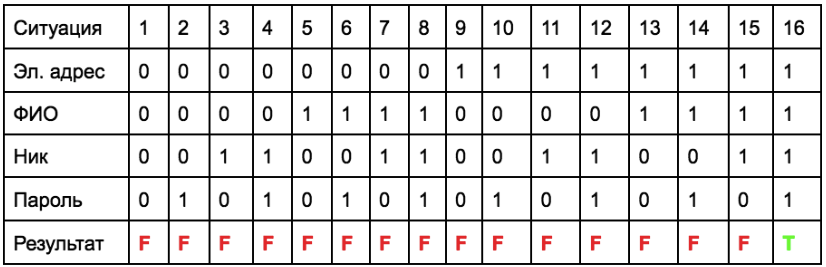 Ситуация 1 2 3 4 5 6 7 8 9 10 11 12 13 14 15 16
Эл. адрес 0 0 0 0 0 0 0 0 1 1 1 1 1 1 1 1
ФИО 0 0 0 0 1 1 1 1 0 0 0 0 1 1 1 1
Ник 0 0 1 1 0 0 1 1 0 0 1 1 0 0 1 1
Пароль 0 1 0 1 0 1 0 1 0 1 0 1 0 1 0 1
Результат F F F F F F F F F F F F F F F T